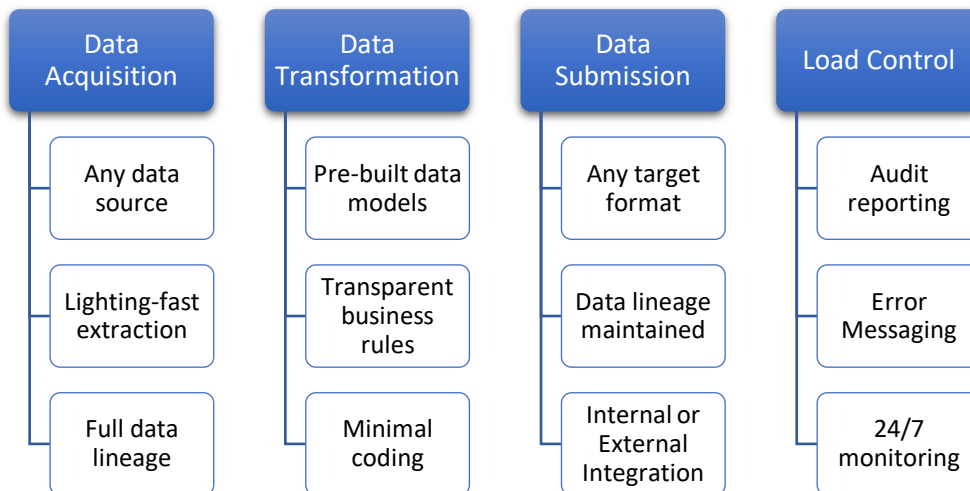 Data
Acquisition
Any data
source
Lighting-fast
extraction
Full data
lineage
Data
Transformation
Pre-built data
models
Transparent
business
rules
Minimal
coding
Data
Submission
Any target
format
Data lineage
maintained
Internal or
External
Integration
Load Control
Audit
reporting
Error
Messaging
24/7
monitoring